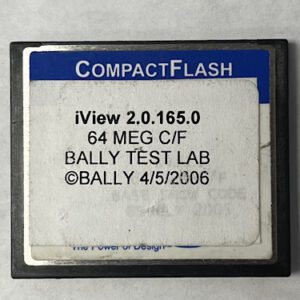 COMPACTFLASH
iView 2.0.165.0
64 MEG C/F
BALLY TEST LAB
©BALLY 4/5/2006
The Power of Design